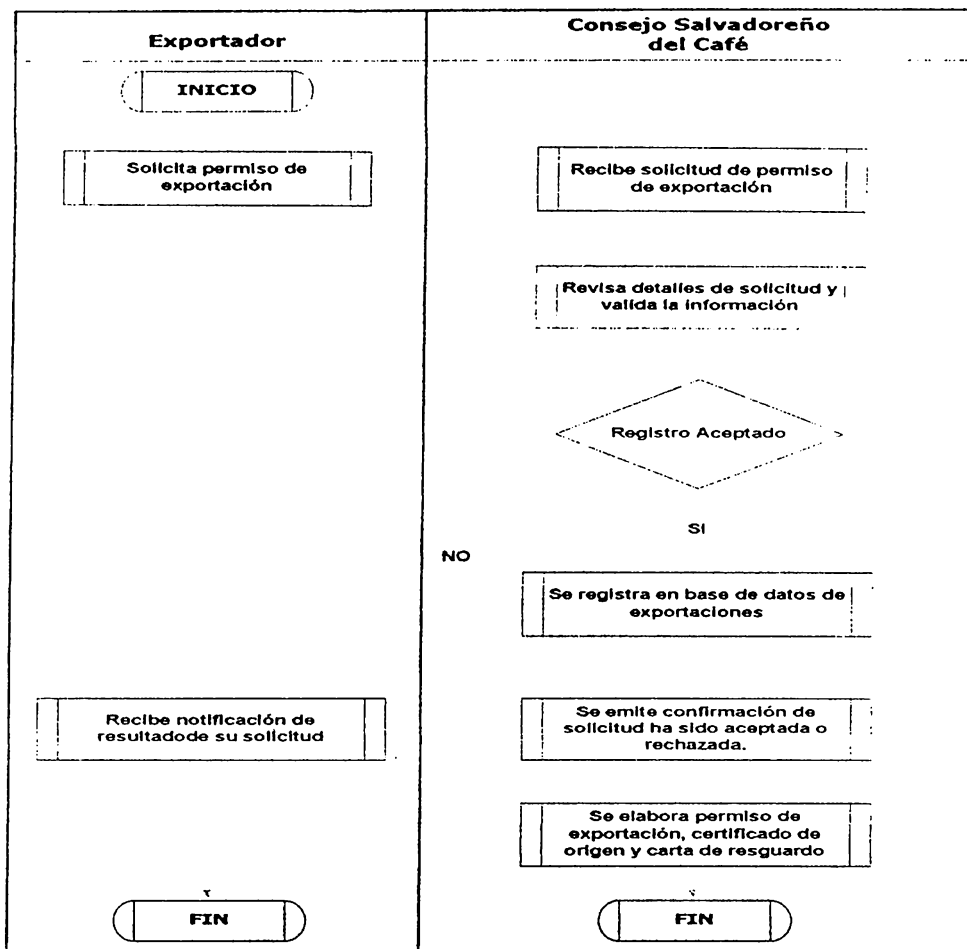 Exportador
Consejo Salvadoreño
del Café
INICIO
Solicita permiso de
exportación
Recibe solicitud de permiso
de exportación
Revisa detalles de solicitud y
valida la información
Registro Aceptado
SI
NO
Se registra en base de datos de
exportaciones
Recibe notificación de
resultadode su solicitud
Se emite confirmación de
solicitud ha sido aceptada o
rechazada.
Se elabora permiso de
exportación, certificado de
origen y carta de resguardo
FIN
FIN